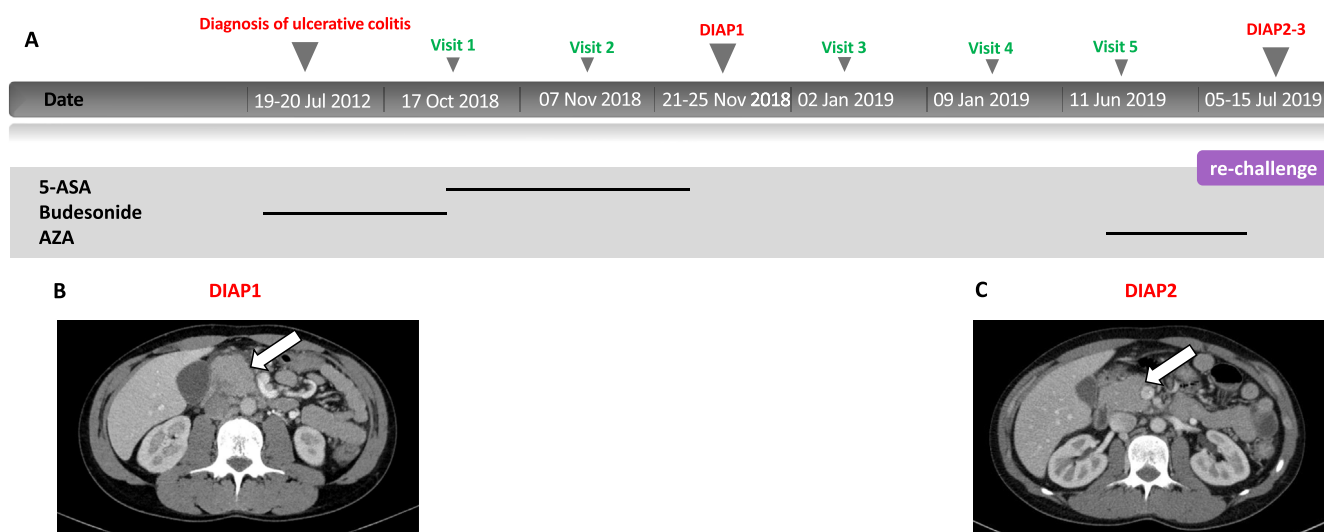 A
Diagnosis of ulcerative colitis
Visit 1
Visit 2
DIAP1
Visit 3
Visit 4
Visit 5
DIAP2-3
Date
19-20 Jul 2012
17 Oct 2018
07 Nov 2018
21-25 Nov 2018
02 Jan 2019
09 Jan 2019
11 Jun 2019
05-15 Jul 2019
re-challenge
5-ASA
Budesonide
AZA
B
DIAP1
C
DIAP2